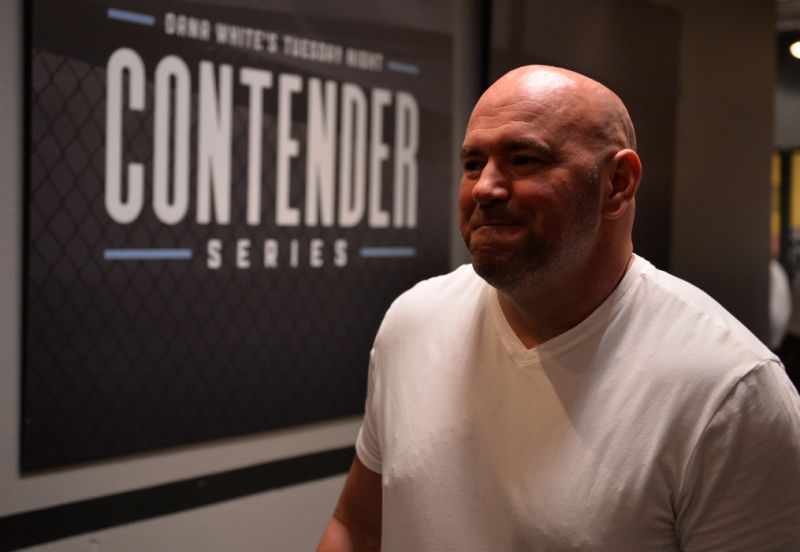 DANA WHITE'S TUESDAY NIGHT
CONTENDER
SERIES